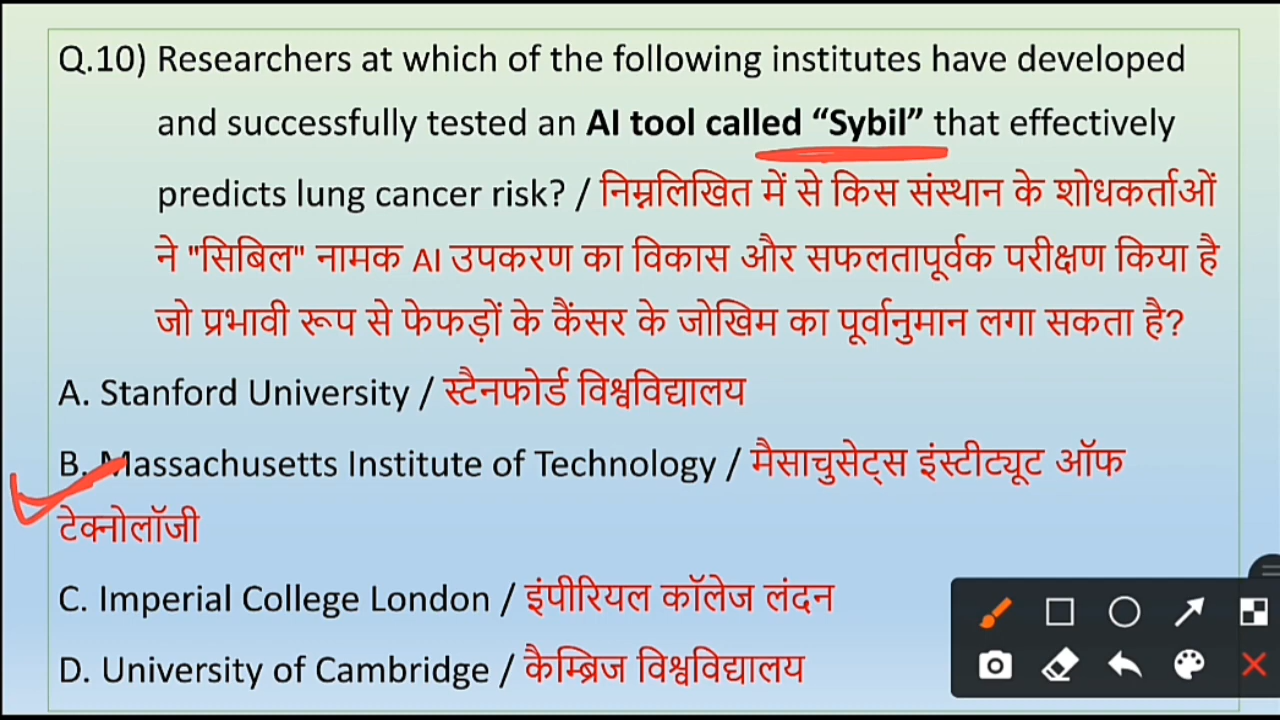 Q.10) Researchers at which of the following institutes have developed
and successfully tested an AI tool called “Sybil” that effectively
predicts lung cancer risk? / निम्नलिखित में से किस संस्थान के शोधकर्ताओं
ने "सिबिल" नामक AI उपकरण का विकास और सफलतापूर्वक परीक्षण किया है
जो प्रभावी रूप से फेफड़ों के कैंसर के जोखिम का पूर्वानुमान लगा सकता है?
A. Stanford University / स्टैनफोर्ड विश्वविद्यालय
B. Massachusetts Institute of Technology / मैसाचुसेट्स इंस्टीट्यूट ऑफ
टेक्नोलॉजी
C. Imperial College London / इंपीरियल कॉलेज लंदन
D. University of Cambridge / कैम्ब्रिज विश्वविद्यालय